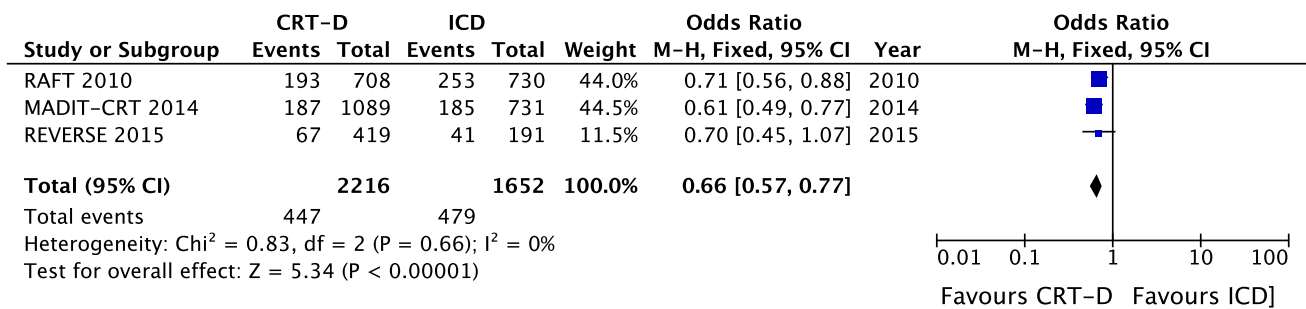 CRT-D ICD Odds Ratio Odds Ratio
Study or Subgroup Events Total Events Total Weight M-H, Fixed, 95% CI Year M-H, Fixed, 95% CI
RAFT 2010 193 708 253 730 44.0% 0.71 [0.56, 0.88] 2010
MADIT-CRT 2014 187 1089 185 731 44.5% 0.61 [0.49, 0.77] 2014
REVERSE 2015 67 419 41 191 11.5% 0.70 [0.45, 1.07] 2015
Total (95% CI) 2216 1652 100.0% 0.66 [0.57, 0.77]
Total events 447 479
Heterogeneity: Chi² = 0.83, df = 2 (P = 0.66); I² = 0%
Test for overall effect: Z = 5.34 (P < 0.00001)
0.01 0.1 1 10 100
Favours CRT-D Favours ICD]